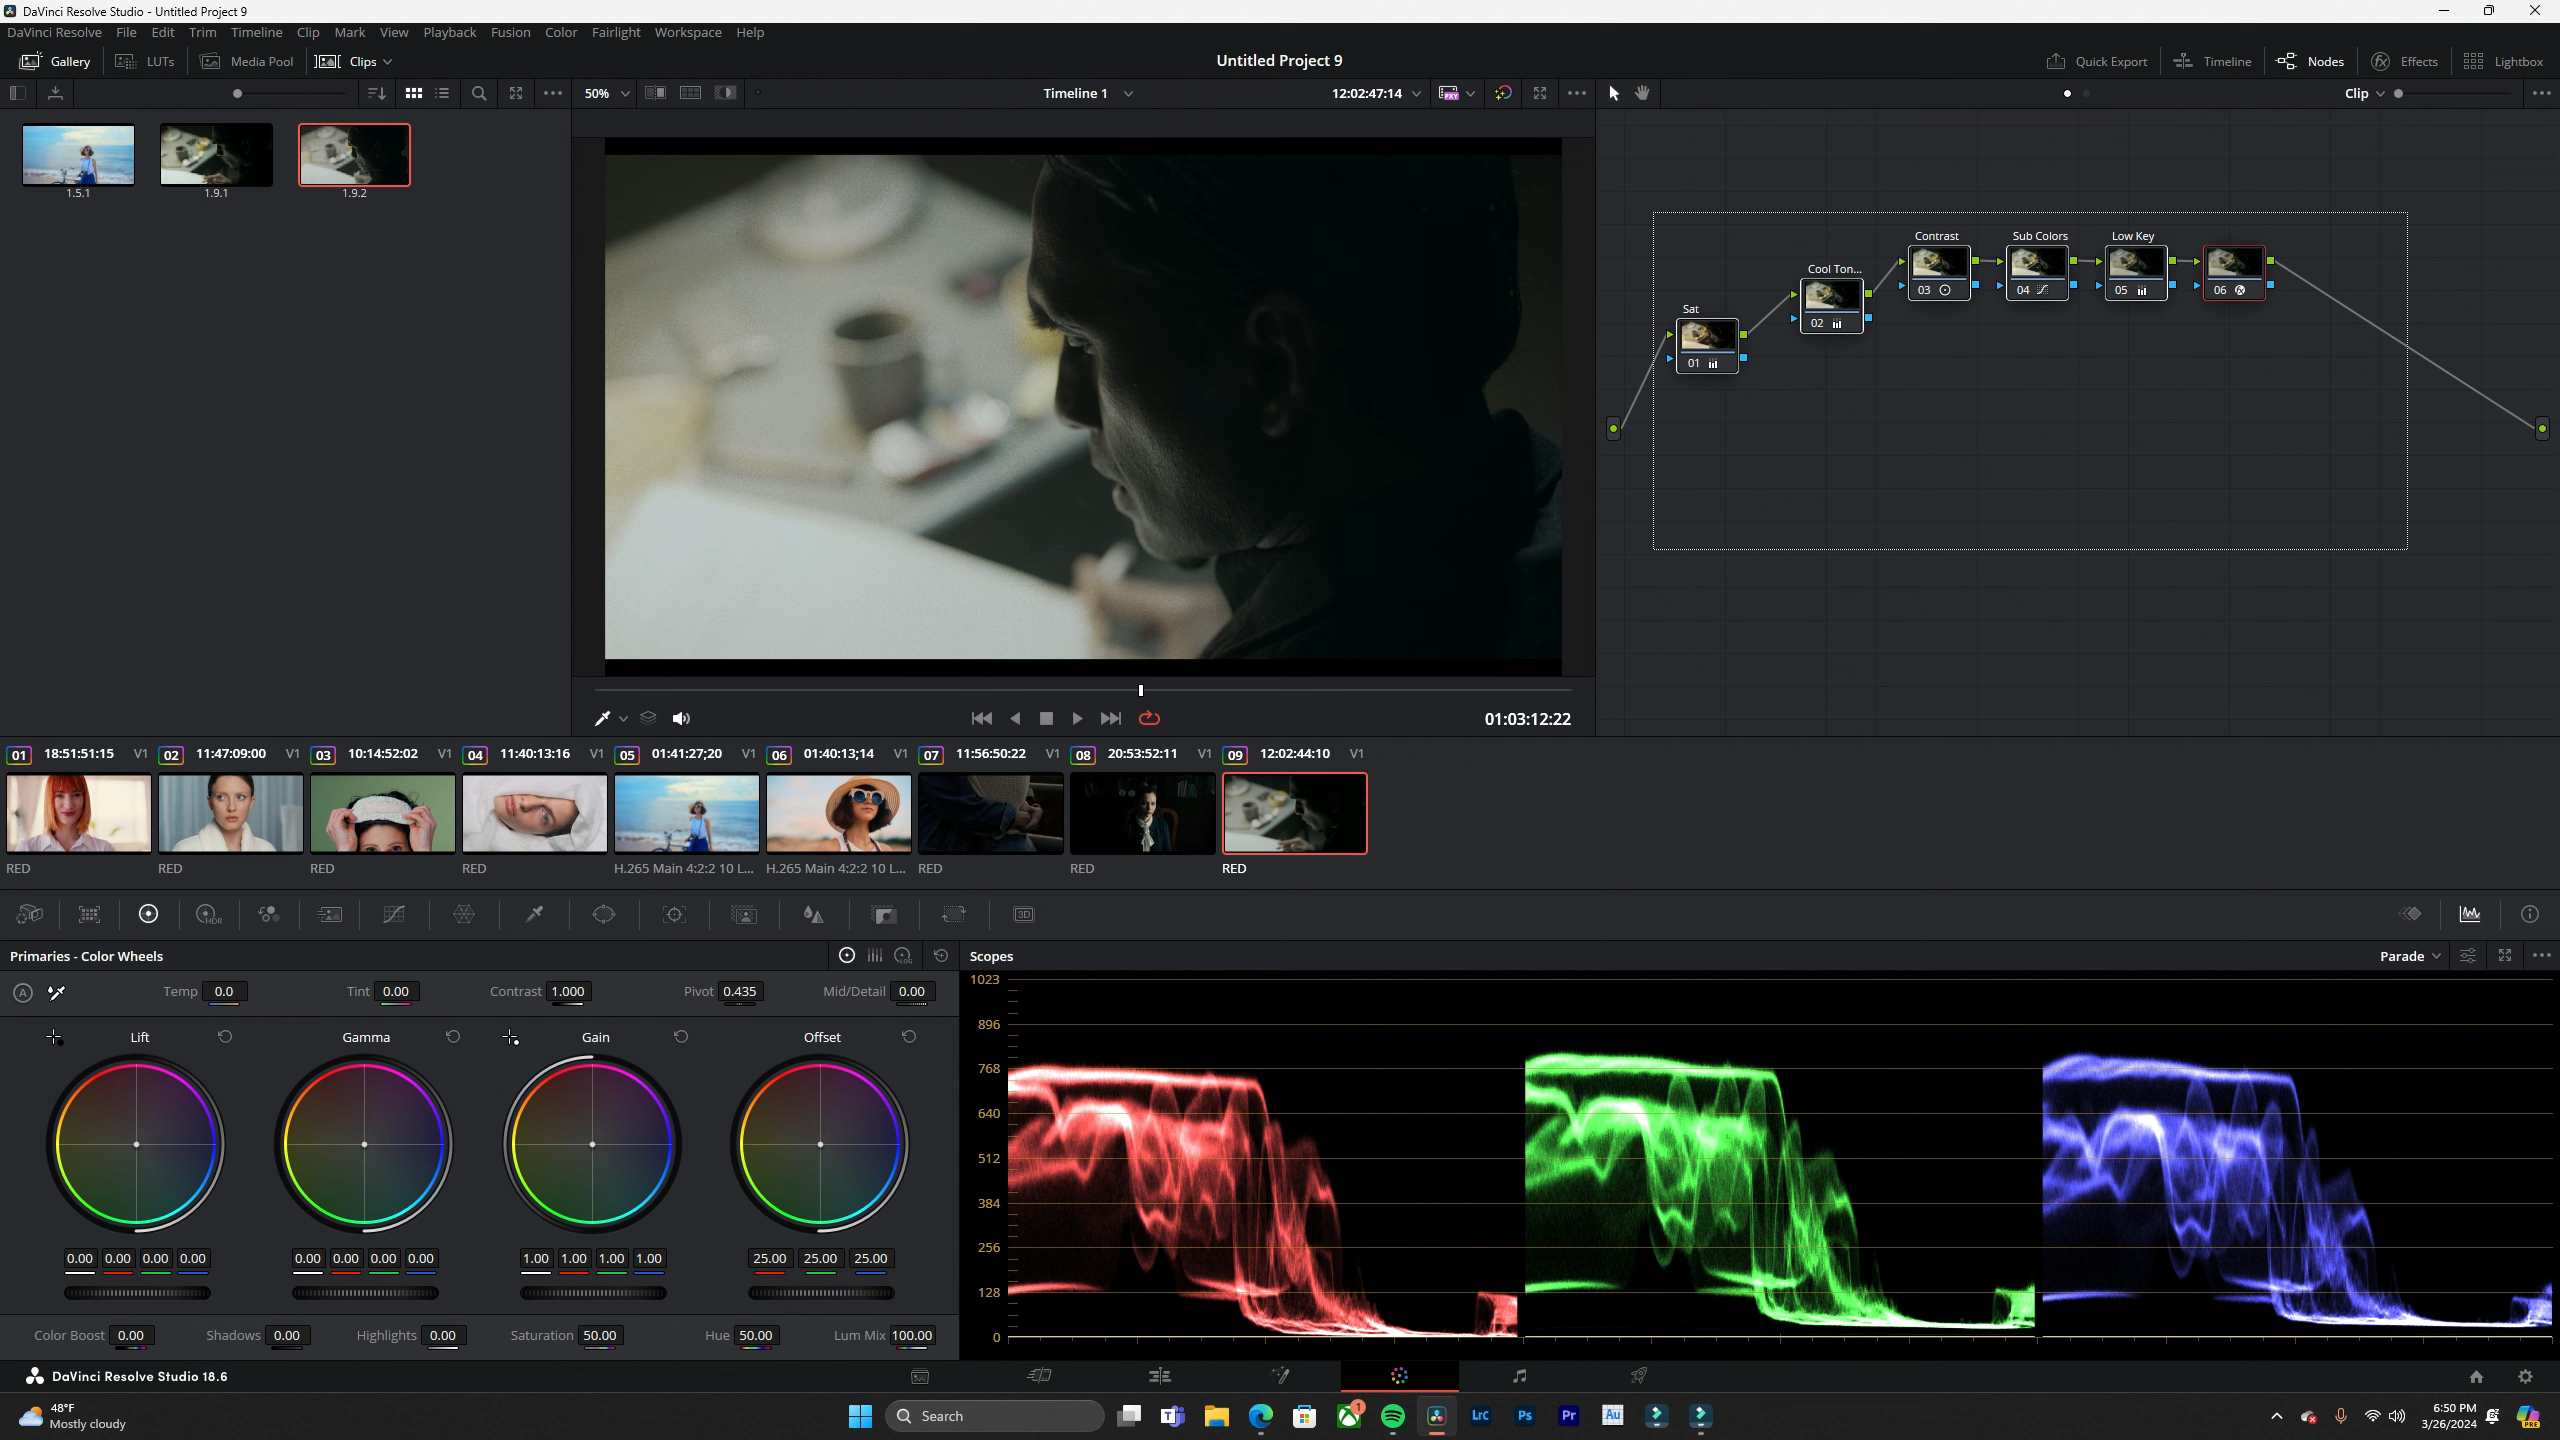 DaVinci Resolve Studio - Untitled Project 9
DaVinci Resolve File Edit Trim Timeline Clip Mark View Playback Fusion Color Fairlight Workspace Help
Gallery LUTs Media Pool Clips Untitled Project 9 Quick Export Timeline Nodes Effects Lightbox
50% Timeline 1 12:02:47:14 PXY Clip
1.5.1 1.9.1 1.9.2
Contrast Sub Colors Low Key
Cool Ton...
03 04 05 06
Sat
02
01
01:03:12:22
01 18:51:51:15 V1 02 11:47:09:00 V1 03 10:14:52:02 V1 04 11:40:13:16 V1 05 01:41:27;20 V1 06 01:40:13;14 V1 07 11:56:50:22 V1 08 20:53:52:11 V1 09 12:02:44:10 V1
RED RED RED RED H.265 Main 4:2:2 10 L... H.265 Main 4:2:2 10 L... RED RED RED
HDR 3D
Primaries - Color Wheels LOG Scopes Parade
A Temp 0.0 Tint 0.00 Contrast 1.000 Pivot 0.435 Mid/Detail 0.00
Lift Gamma Gain Offset
0.00 0.00 0.00 0.00 0.00 0.00 0.00 0.00 1.00 1.00 1.00 1.00 25.00 25.00 25.00
Color Boost 0.00 Shadows 0.00 Highlights 0.00 Saturation 50.00 Hue 50.00 Lum Mix 100.00
1023
896
768
640
512
384
256
128
0
DaVinci Resolve Studio 18.6
48°F
Mostly cloudy
Search T 1 Lrc Ps Pr Au
6:50 PM
3/26/2024
PRE